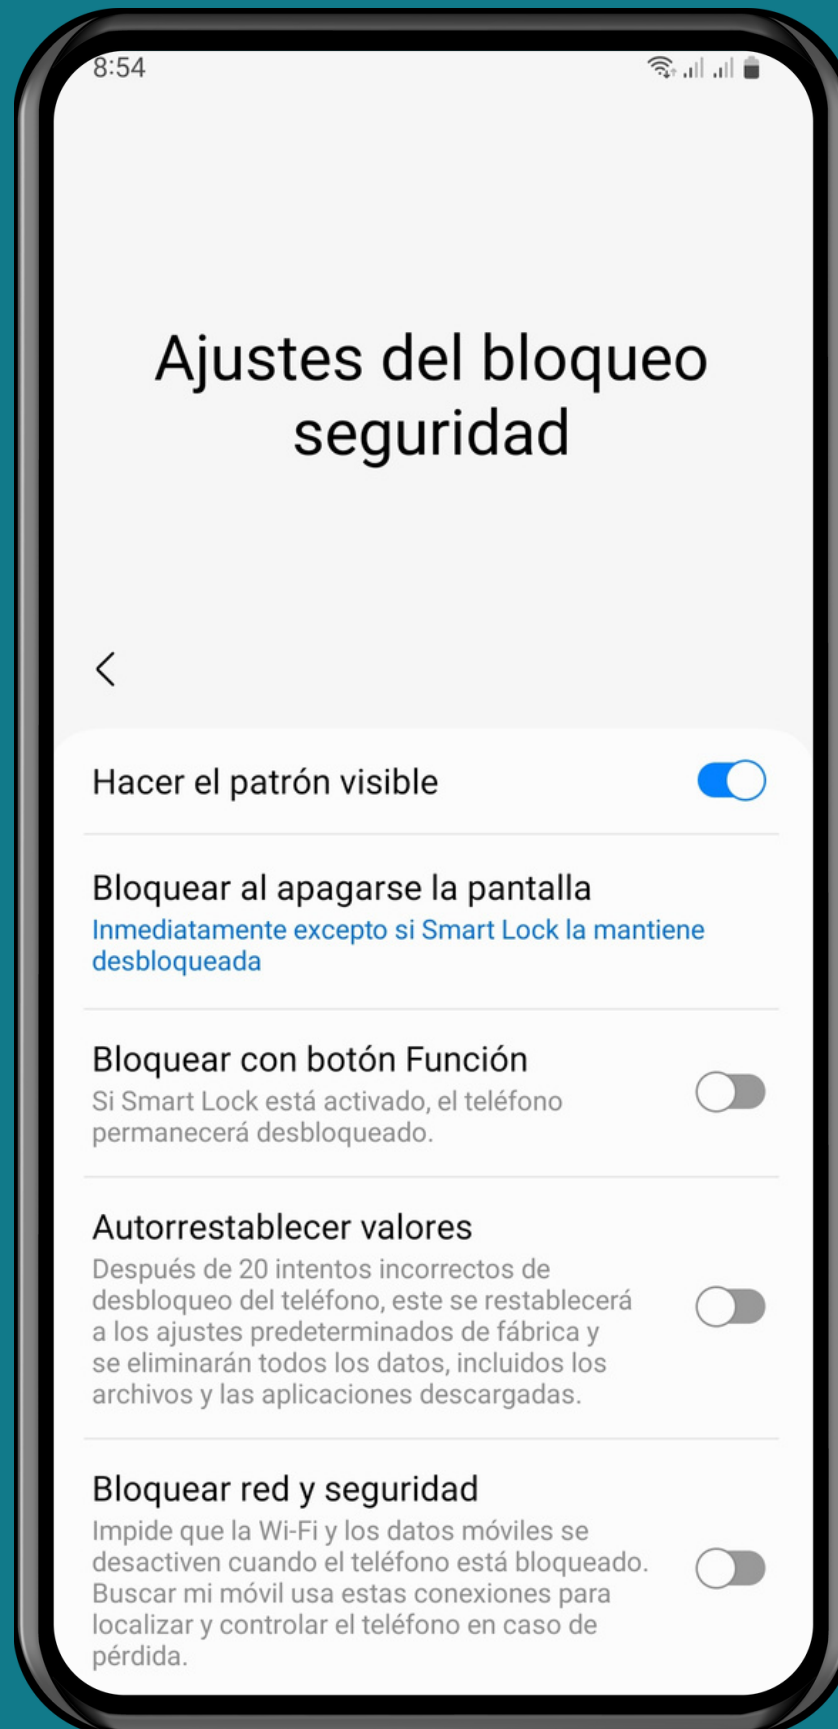 8:54
Ajustes del bloqueo
seguridad
Hacer el patrón visible
Bloquear al apagarse la pantalla
Inmediatamente excepto si Smart Lock la mantiene
desbloqueada
Bloquear con botón Función
Si Smart Lock está activado, el teléfono
permanecerá desbloqueado.
Autorrestablecer valores
Después de 20 intentos incorrectos de
desbloqueo del teléfono, este se restablecerá
a los ajustes predeterminados de fábrica y
se eliminarán todos los datos, incluidos los
archivos y las aplicaciones descargadas.
Bloquear red y seguridad
Impide que la Wi-Fi y los datos móviles se
desactiven cuando el teléfono está bloqueado.
Buscar mi móvil usa estas conexiones para
localizar y controlar el teléfono en caso de
pérdida.